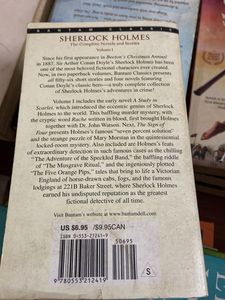 BANTAM CLASSICS
SHERLOCK HOLMES
The Complete Novels and Stories
Volume I
Since his first appearance in Beeton's Christmas Annual
in 1887, Sir Arthur Conan Doyle's Sherlock Holmes has been
one of the most beloved fictional characters ever created.
Now, in two paperback volumes, Bantam Classics presents
all fifty-six short stories and four novels featuring
Conan Doyle's classic hero—a truly complete collection
of Sherlock Holmes's adventures in crime!
Volume I includes the early novel A Study in
Scarlet, which introduced the eccentric genius of Sherlock
Holmes to the world. This baffling murder mystery, with
the cryptic word Rache written in blood, first brought Holmes
together with Dr. John Watson. Next, The Sign of
Four presents Holmes's famous "seven percent solution"
and the strange puzzle of Mary Morstan in the quintessential
locked-room mystery. Also included are Holmes's feats of
extraordinary detection in such famous cases as the chilling
"The Adventure of the Speckled Band," the baffling riddle
of "The Musgrave Ritual," and the ingeniously plotted
"The Five Orange Pips," tales that bring to life a Victorian
England of horse-drawn cabs, fogs, and the famous
lodgings at 221B Baker Street, where Sherlock Holmes
earned his undisputed reputation as the greatest
fictional detective of all time.
Visit Bantam's website at www.bantamdell.com
US $6.95 / $9.95CAN
ISBN 0-553-21241-9
50695
9 780553 212419
S